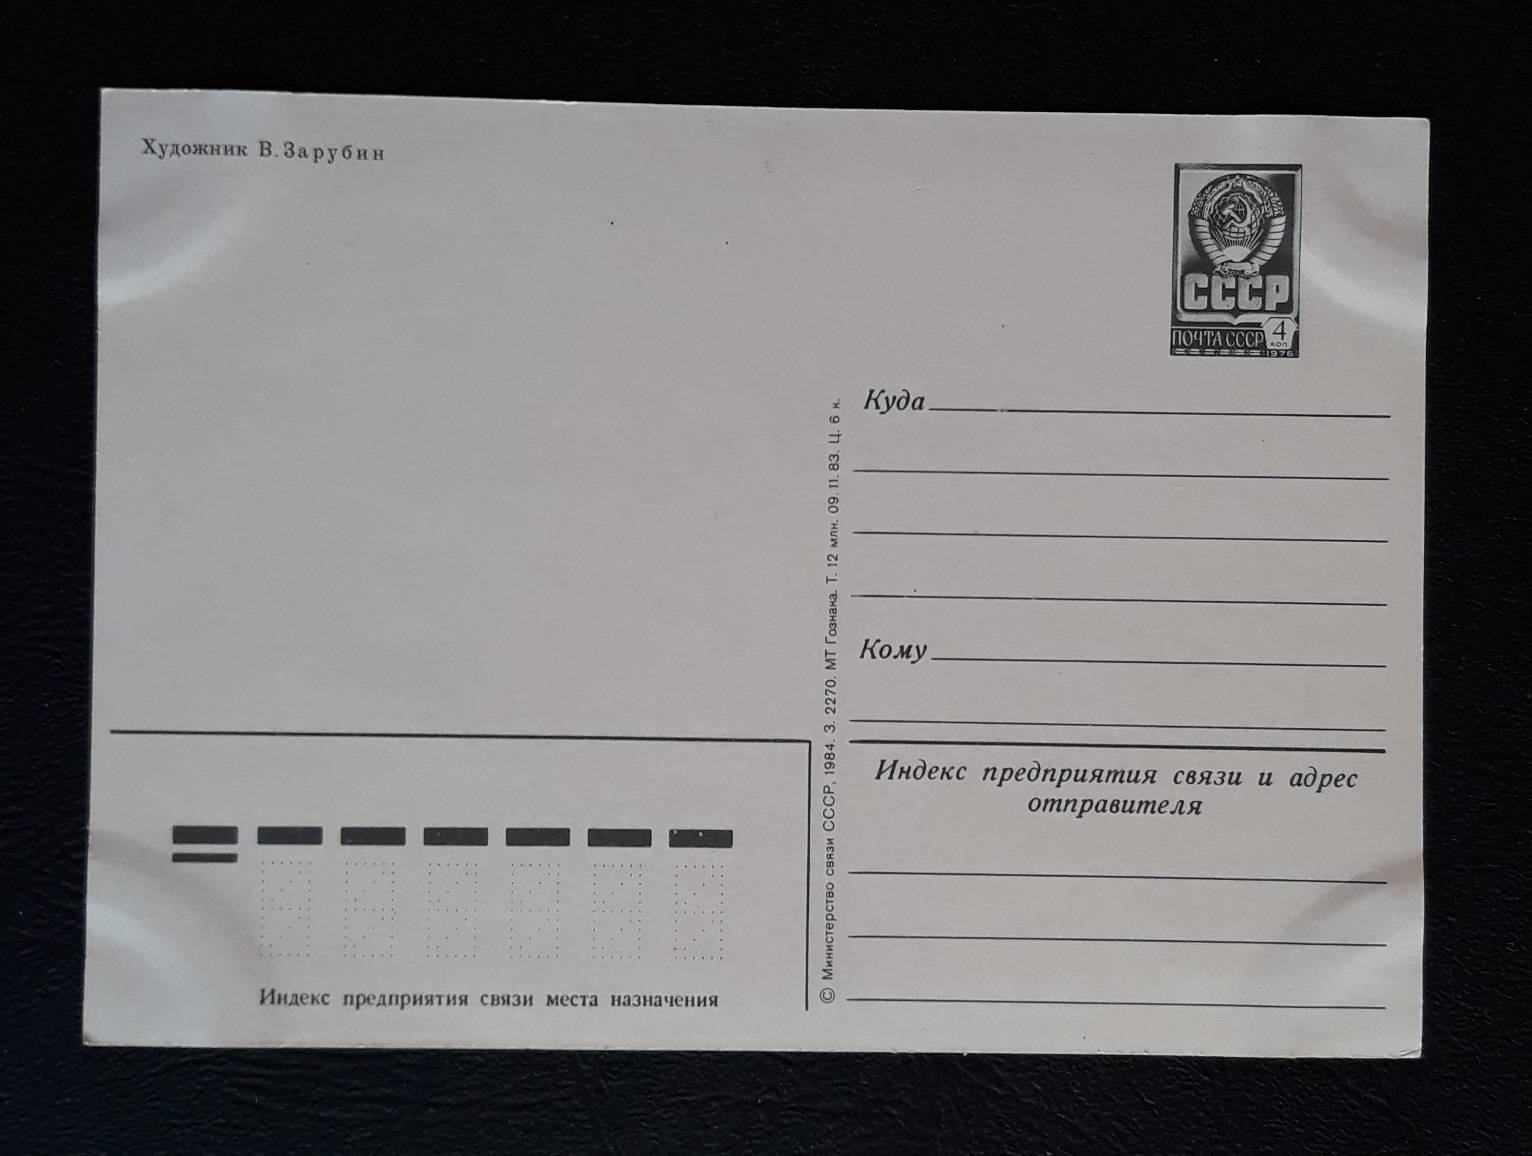 Художник В. Зарубин
СССР
ПОЧТА СССР 4 коп
1976
Куда
Кому
© Министерство связи СССР, 1984. З. 2270. МТ Гознака. Т. 12 млн. 09. 11. 83. Ц. 6 к.
Индекс предприятия связи и адрес
отправителя
Индекс предприятия связи места назначения